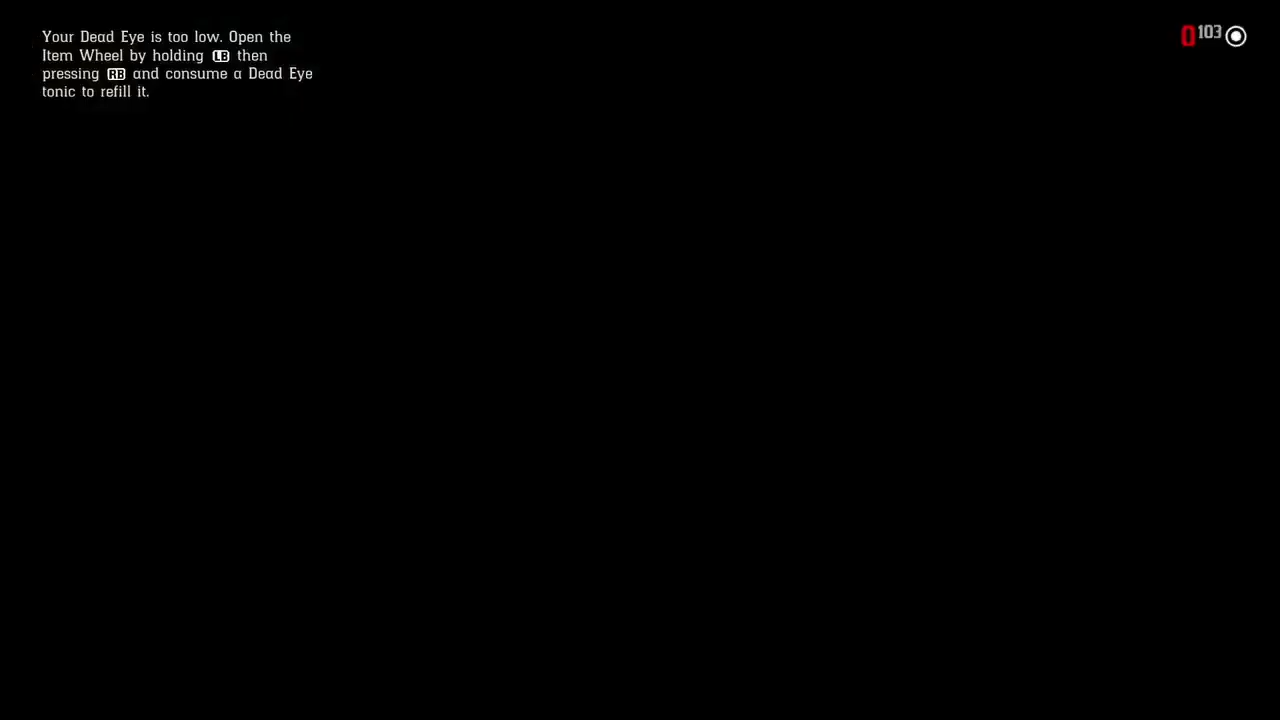 Your Dead Eye is too low. Open the
Item Wheel by holding LB then
pressing RB and consume a Dead Eye
tonic to refill it.
0 103